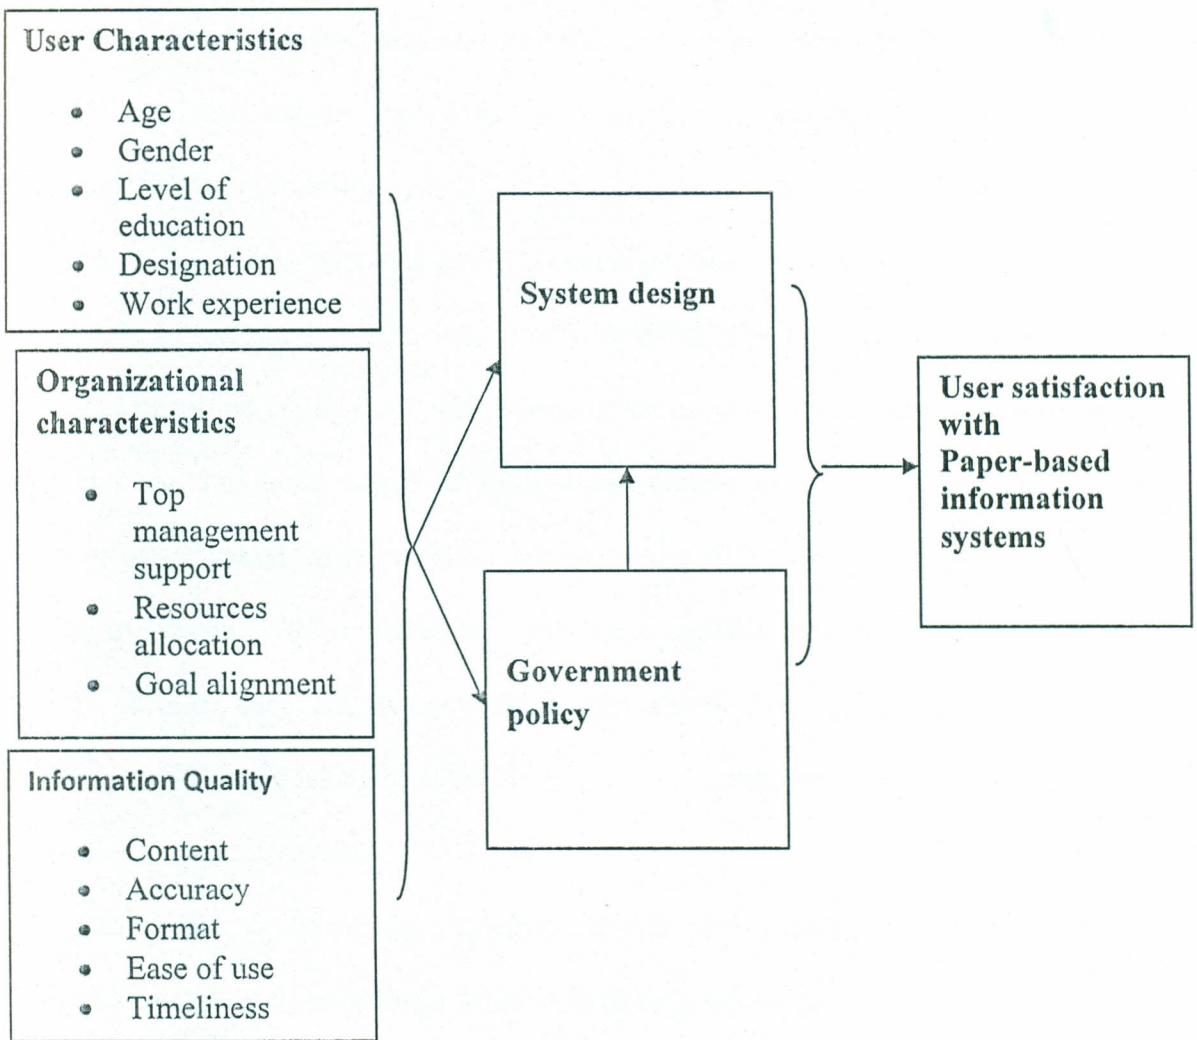 User Characteristics
Age
Gender
Level of
education
Designation
Work experience
Organizational
characteristics
Top
management
support
Resources
allocation
Goal alignment
Information Quality
Content
Accuracy
Format
Ease of use
Timeliness
System design
Government
policy
User satisfaction
with
Paper-based
information
systems